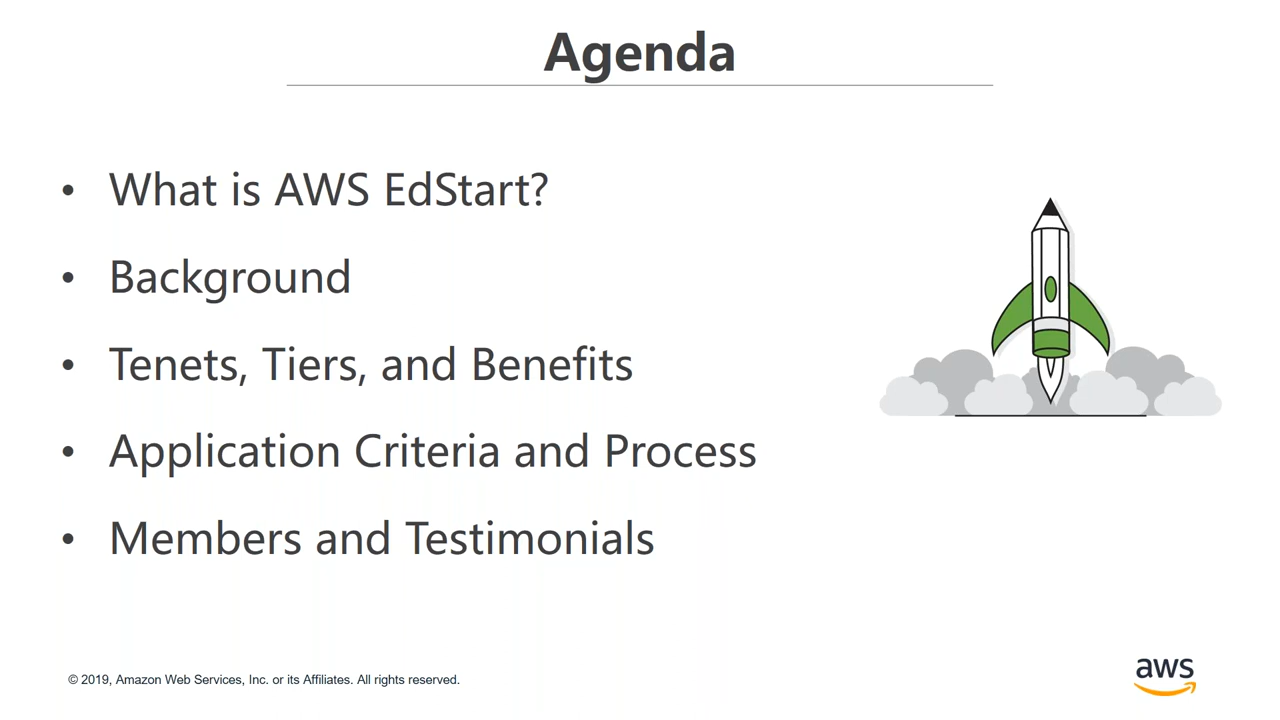 Agenda
• What is AWS EdStart?
• Background
• Tenets, Tiers, and Benefits
• Application Criteria and Process
• Members and Testimonials
© 2019, Amazon Web Services, Inc. or its Affiliates. All rights reserved.
aws